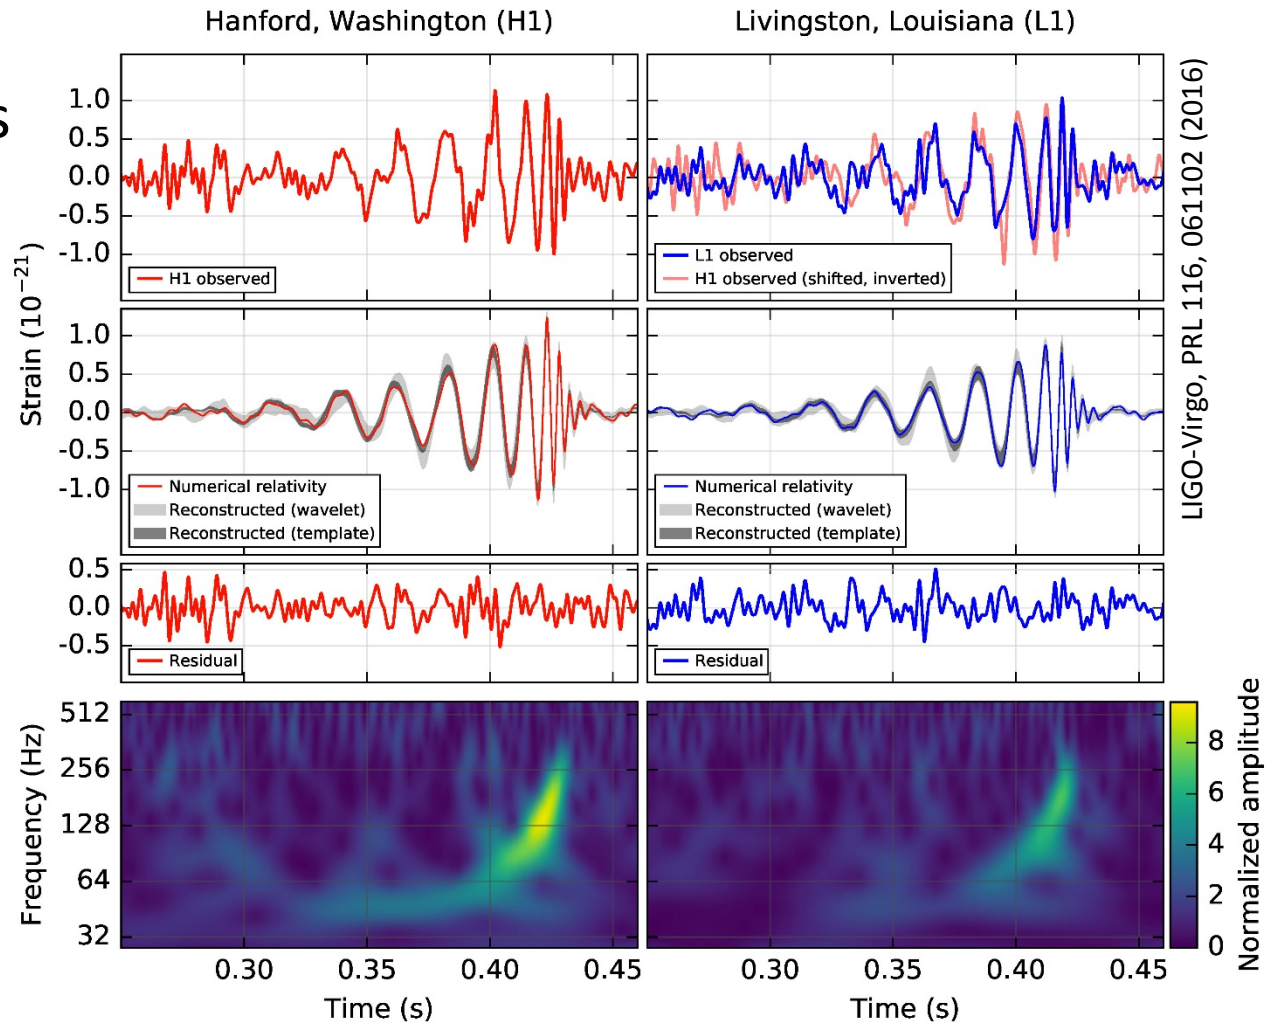 Hanford, Washington (H1)
Livingston, Louisiana (L1)
s
Strain (10⁻²¹)
1.0
0.5
0.0
-0.5
-1.0
H1 observed
L1 observed
H1 observed (shifted, inverted)
1.0
0.5
0.0
-0.5
-1.0
Numerical relativity
Reconstructed (wavelet)
Reconstructed (template)
Numerical relativity
Reconstructed (wavelet)
Reconstructed (template)
0.5
0.0
-0.5
Residual
Residual
LIGO-Virgo, PRL 116, 061102 (2016)
Frequency (Hz)
512
256
128
64
32
0.30
0.35
0.40
0.45
Time (s)
0.30
0.35
0.40
0.45
Time (s)
8
6
4
2
0
Normalized amplitude